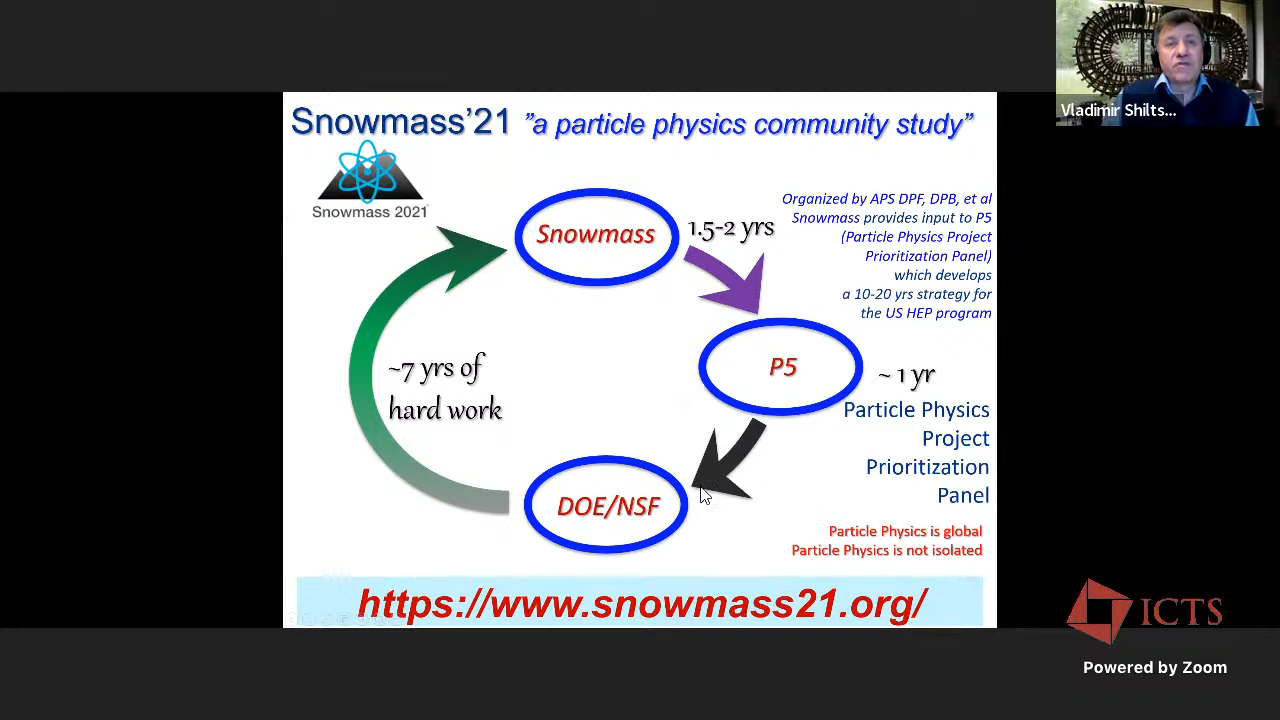 Vladimir Shilts...
Snowmass'21 "a particle physics community study"
Snowmass 2021
Organized by APS DPF, DPB, et al
Snowmass provides input to P5
(Particle Physics Project
Prioritization Panel)
which develops
a 10-20 yrs strategy for
the US HEP program
Snowmass
1.5-2 yrs
P5
~ 1 yr
Particle Physics
Project
Prioritization
Panel
~7 yrs of
hard work
DOE/NSF
Particle Physics is global
Particle Physics is not isolated
https://www.snowmass21.org/
ICTS
Powered by Zoom